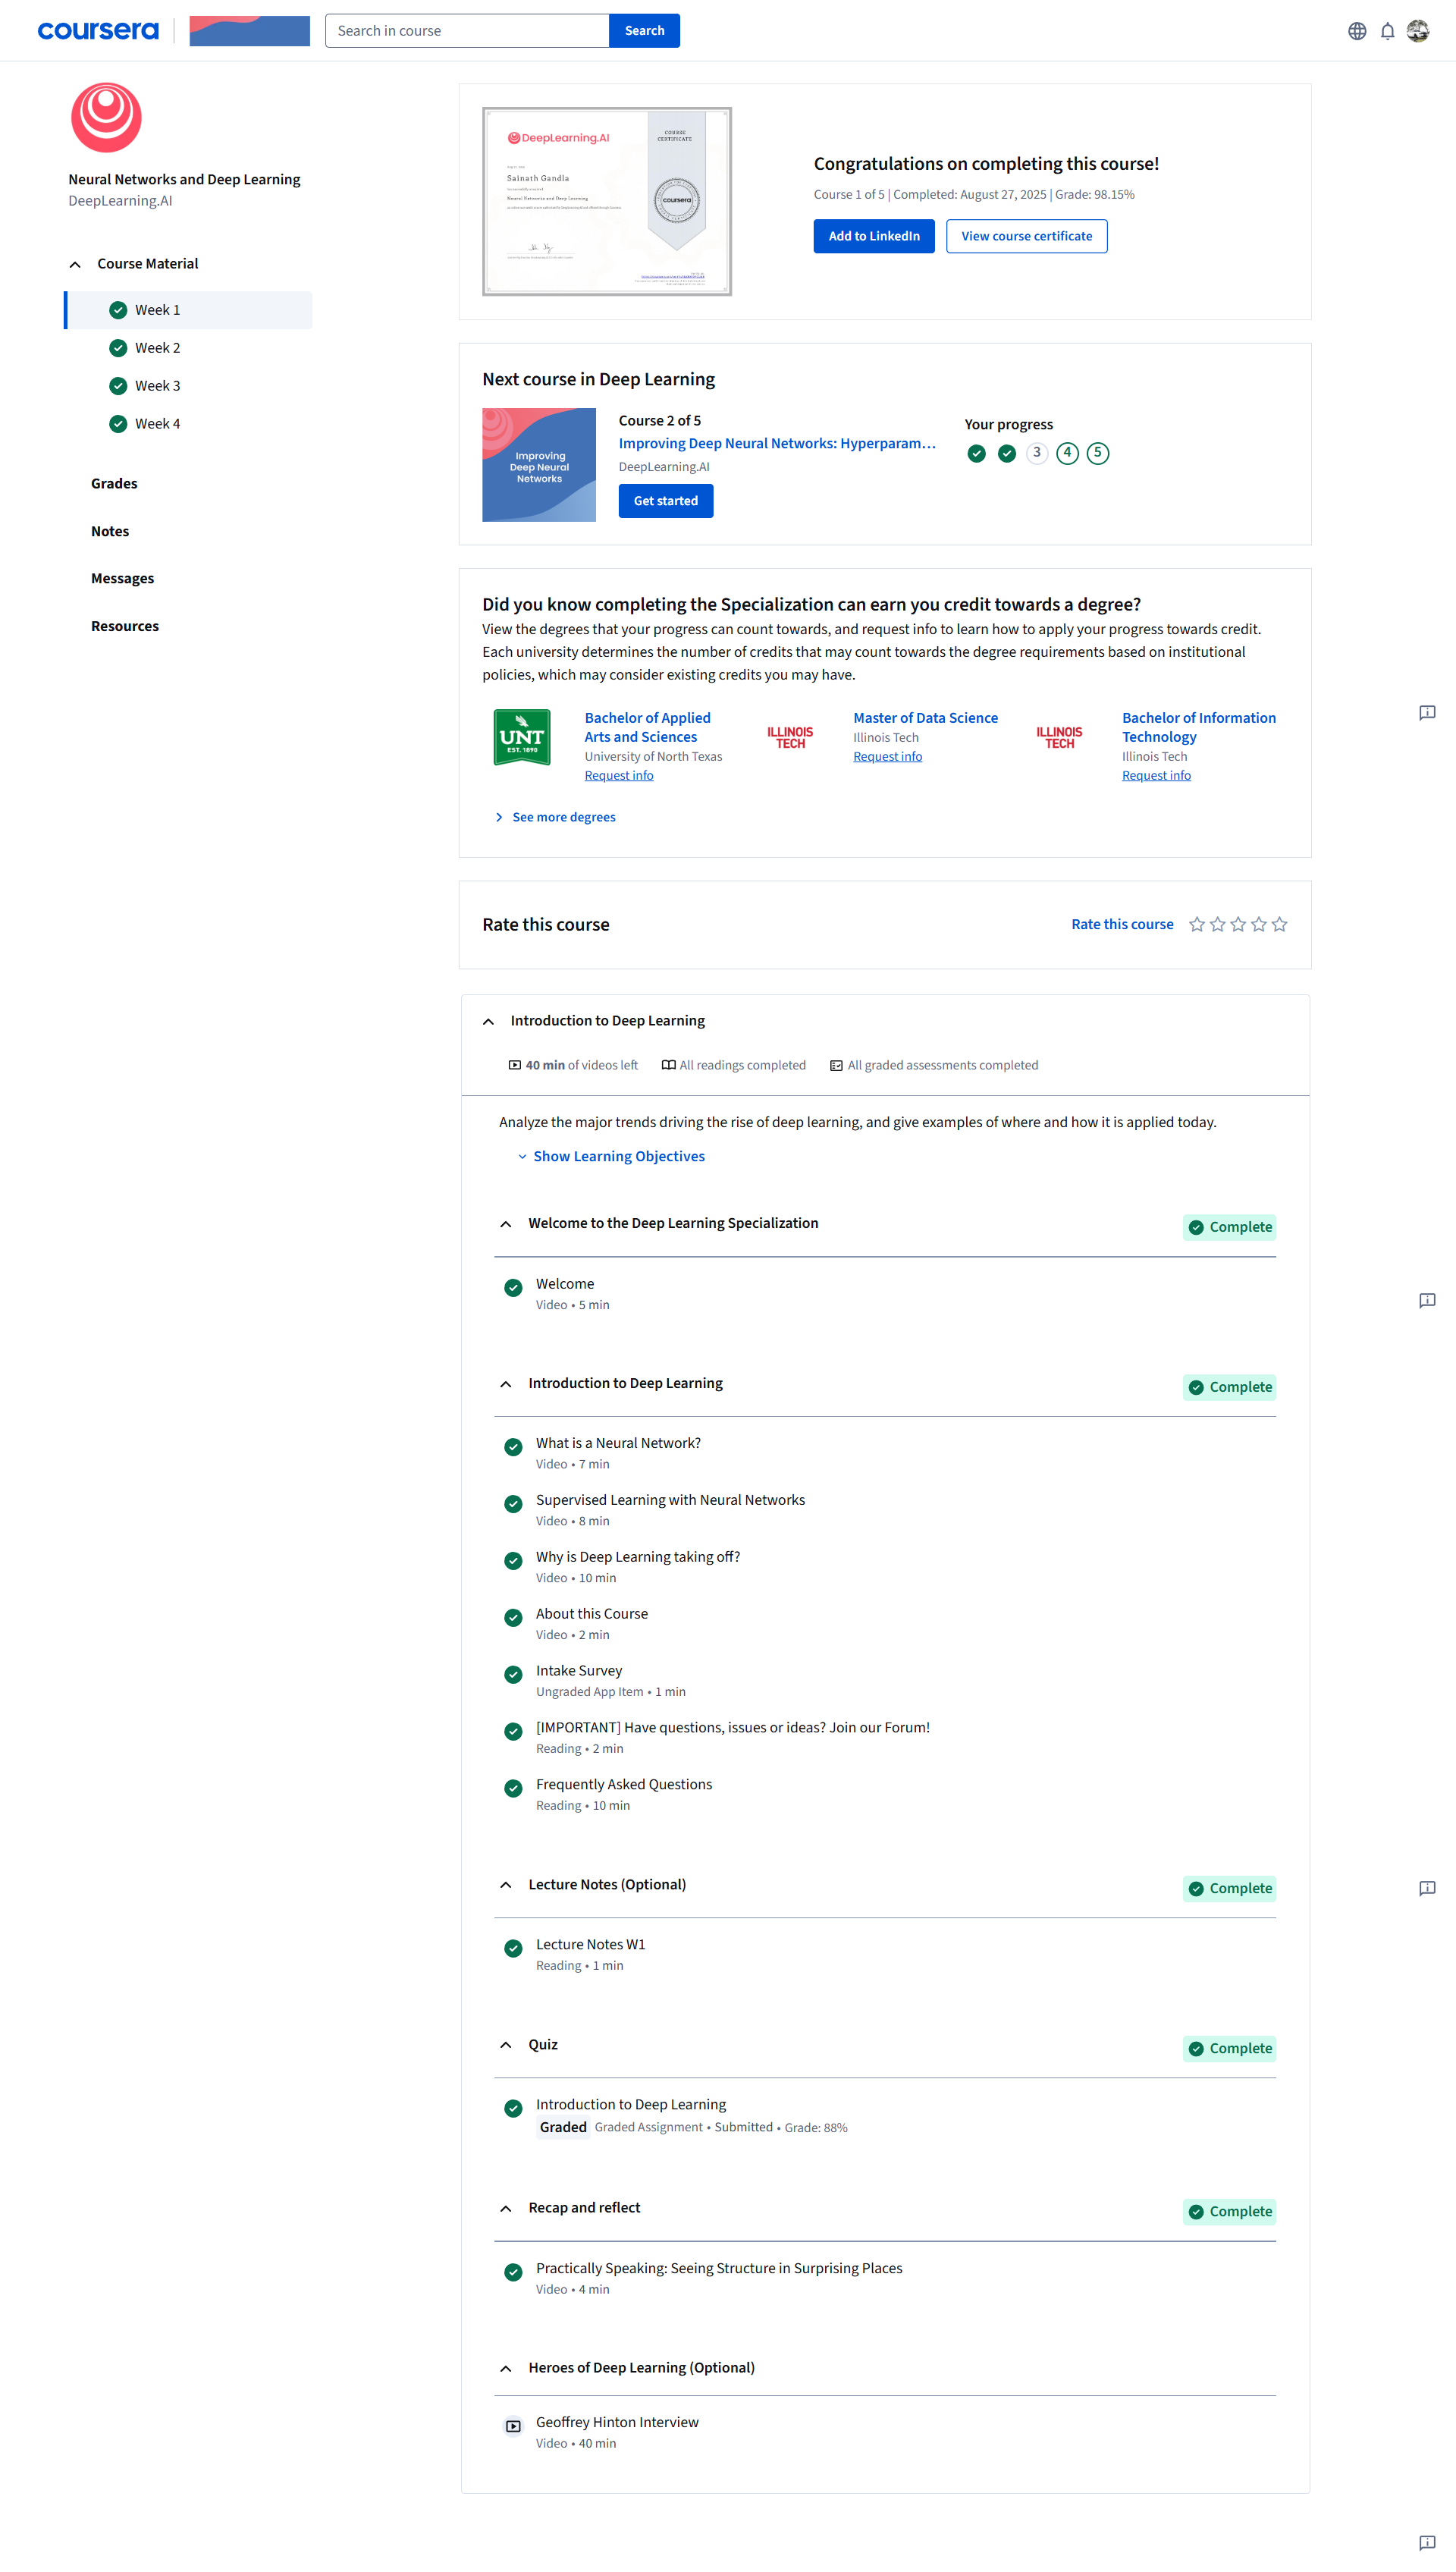 coursera
Search in course
Search
Neural Networks and Deep Learning
DeepLearning.AI
Course Material
Week 1
Week 2
Week 3
Week 4
Grades
Notes
Messages
Resources
DeepLearning.AI
COURSE
CERTIFICATE
Sainath Gandla
Neural Networks and Deep Learning
coursera
Congratulations on completing this course!
Course 1 of 5 | Completed: August 27, 2025 | Grade: 98.15%
Add to LinkedIn
View course certificate
Next course in Deep Learning
Improving
Deep Neural
Networks
Course 2 of 5
Improving Deep Neural Networks: Hyperparam…
DeepLearning.AI
Get started
Your progress
3 4 5
Did you know completing the Specialization can earn you credit towards a degree?
View the degrees that your progress can count towards, and request info to learn how to apply your progress towards credit.
Each university determines the number of credits that may count towards the degree requirements based on institutional
policies, which may consider existing credits you may have.
UNT
EST. 1890
Bachelor of Applied
Arts and Sciences
University of North Texas
Request info
ILLINOIS
TECH
Master of Data Science
Illinois Tech
Request info
ILLINOIS
TECH
Bachelor of Information
Technology
Illinois Tech
Request info
See more degrees
Rate this course
Rate this course
Introduction to Deep Learning
40 min of videos left
All readings completed
All graded assessments completed
Analyze the major trends driving the rise of deep learning, and give examples of where and how it is applied today.
Show Learning Objectives
Welcome to the Deep Learning Specialization
Complete
Welcome
Video • 5 min
Introduction to Deep Learning
Complete
What is a Neural Network?
Video • 7 min
Supervised Learning with Neural Networks
Video • 8 min
Why is Deep Learning taking off?
Video • 10 min
About this Course
Video • 2 min
Intake Survey
Ungraded App Item • 1 min
[IMPORTANT] Have questions, issues or ideas? Join our Forum!
Reading • 2 min
Frequently Asked Questions
Reading • 10 min
Lecture Notes (Optional)
Complete
Lecture Notes W1
Reading • 1 min
Quiz
Complete
Introduction to Deep Learning
Graded Graded Assignment • Submitted • Grade: 88%
Recap and reflect
Complete
Practically Speaking: Seeing Structure in Surprising Places
Video • 4 min
Heroes of Deep Learning (Optional)
Geoffrey Hinton Interview
Video • 40 min